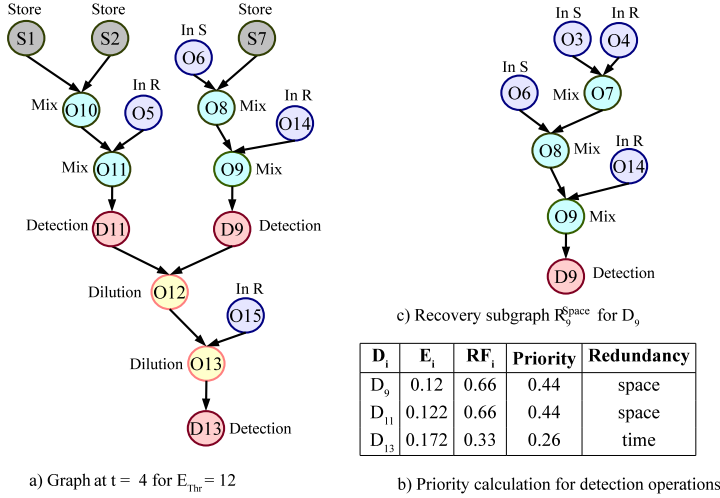 Store
Store
Store
S1
S2
In S
O6
S7
Mix
O10
In R
O5
O8
Mix
In R
O14
Mix
O11
O9
Mix
Detection
D11
D9
Detection
Dilution
O12
In R
O15
Dilution
O13
D13
Detection
a) Graph at t = 4 for E_Thr = 12
In S
O3
In R
O4
In S
O6
Mix
O7
O8
Mix
In R
O14
O9
Mix
D9
Detection
c) Recovery subgraph R_9^Space for D_9
D_i E_i RF_i Priority Redundancy
D_9 0.12 0.66 0.44 space
D_11 0.122 0.66 0.44 space
D_13 0.172 0.33 0.26 time
b) Priority calculation for detection operations